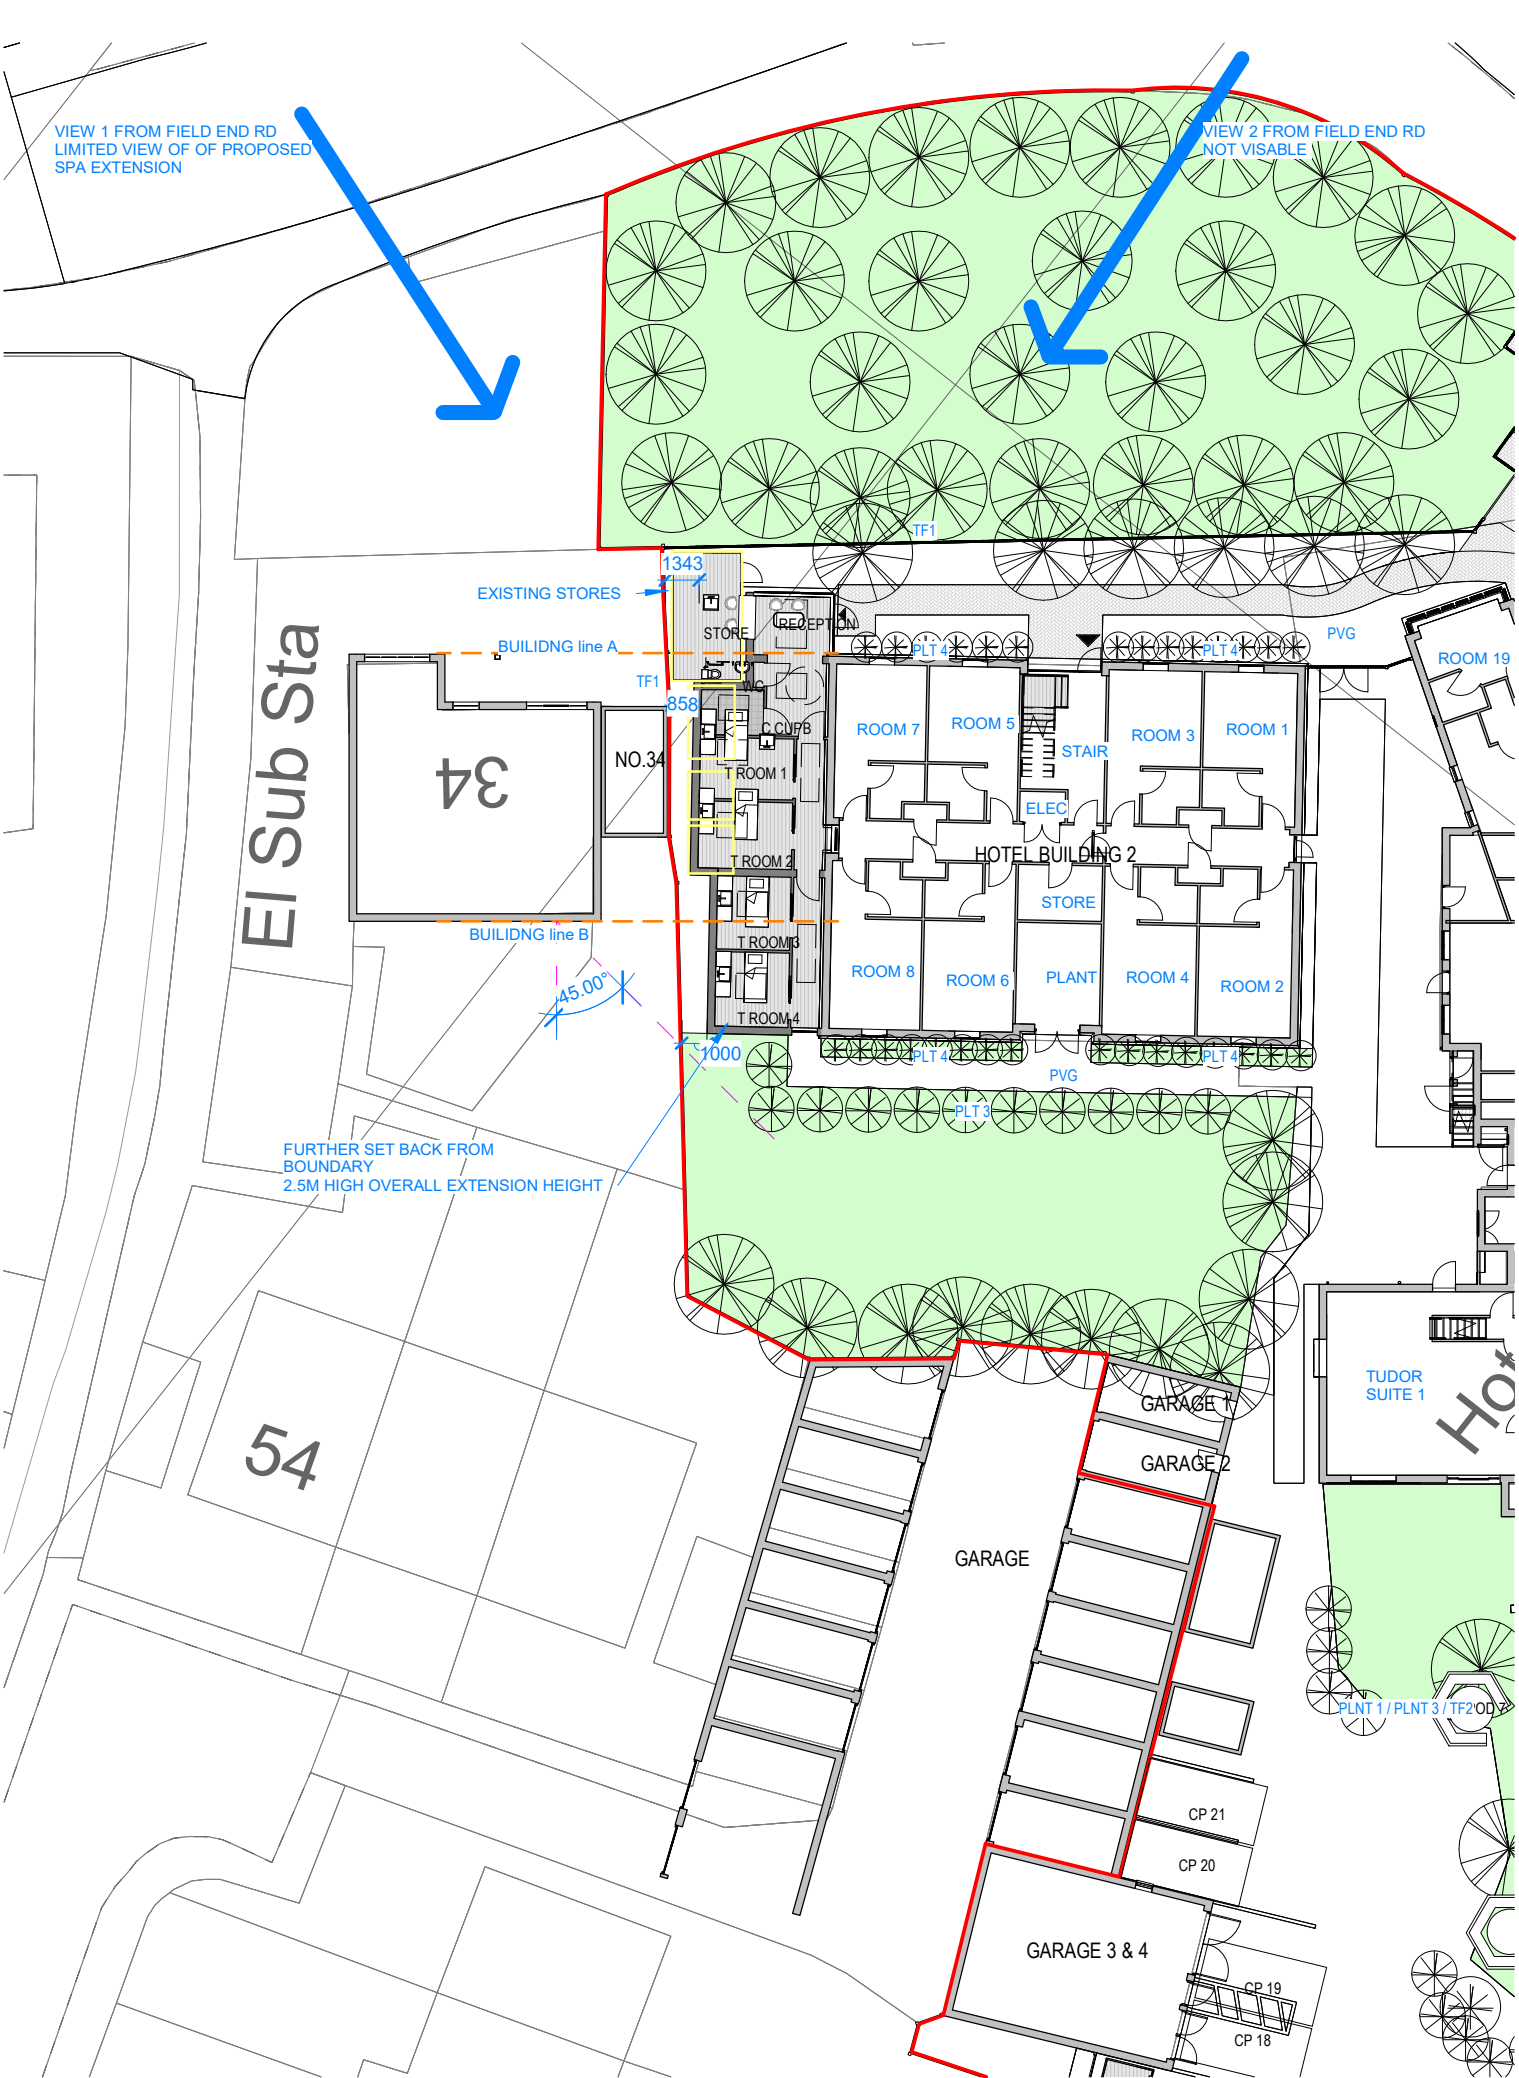 VIEW 1 FROM FIELD END RD
LIMITED VIEW OF OF PROPOSED
SPA EXTENSION
VIEW 2 FROM FIELD END RD
NOT VISABLE
TF1
1343
EXISTING STORES
STORE
RECEPTION
BUILIDNG line A
PLT 4
PLT 4
PVG
ROOM 19
TF1
WC
858
C.CUPB
ROOM 7
ROOM 5
STAIR
ROOM 3
ROOM 1
El Sub Sta
34
NO.34
T ROOM 1
ELEC
T ROOM 2
HOTEL BUILDING 2
STORE
BUILIDNG line B
T ROOM 3
ROOM 8
ROOM 6
PLANT
ROOM 4
ROOM 2
45.00°
T ROOM 4
1000
PLT 4
PLT 4
PVG
PLT 3
FURTHER SET BACK FROM
BOUNDARY
2.5M HIGH OVERALL EXTENSION HEIGHT
TUDOR
SUITE 1
Hot
GARAGE 1
54
GARAGE 2
GARAGE
PLNT 1 / PLNT 3 / TF2
OD 7
CP 21
CP 20
GARAGE 3 & 4
CP 19
CP 18